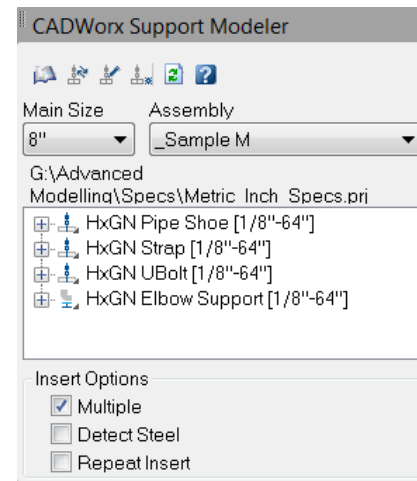 CADWorx Support Modeler
Main Size Assembly
8" _Sample M
G:\Advanced
Modelling\Specs\Metric_Inch_Specs.prj
HxGN Pipe Shoe [1/8"-64"]
HxGN Strap [1/8"-64"]
HxGN UBolt [1/8"-64"]
HxGN Elbow Support [1/8"-64"]
Insert Options
Multiple
Detect Steel
Repeat Insert